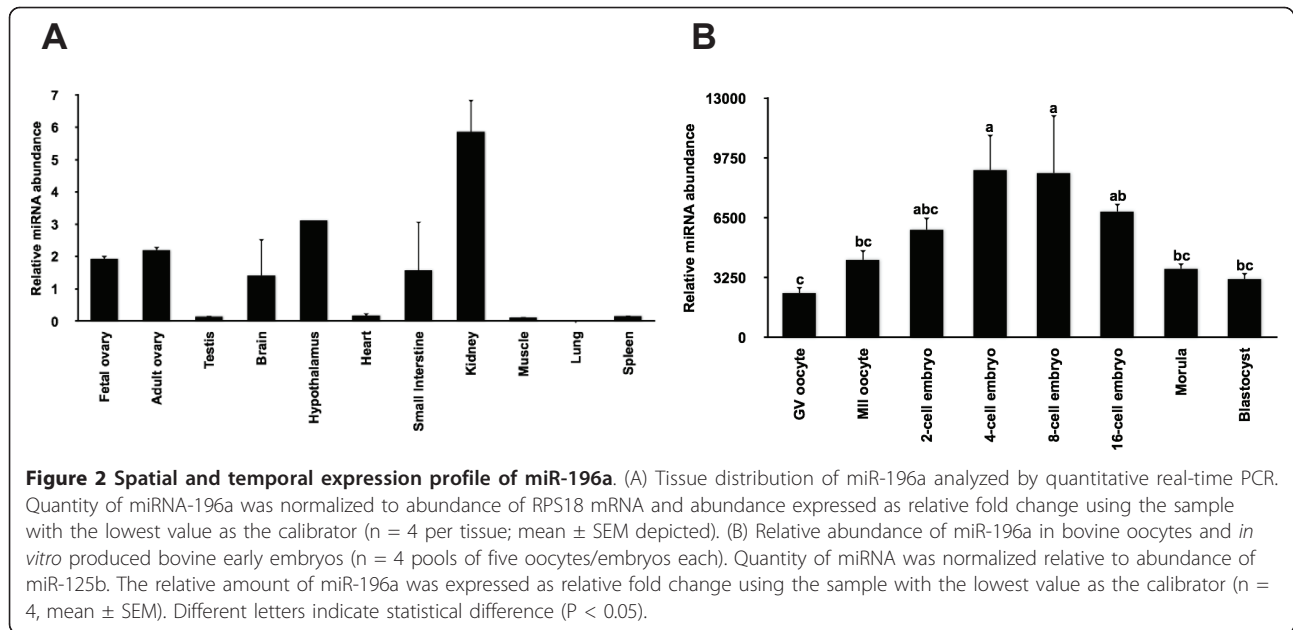 A
B
7
6
5
4
3
2
1
0
Relative miRNA abundance
Fetal ovary
Adult ovary
Testis
Brain
Hypothalamus
Heart
Small Interstine
Kidney
Muscle
Lung
Spleen
13000
9750
6500
3250
0
Relative miRNA abundance
c
bc
abc
a
a
ab
bc
bc
GV oocyte
MII oocyte
2-cell embryo
4-cell embryo
8-cell embryo
16-cell embryo
Morula
Blastocyst
Figure 2 Spatial and temporal expression profile of miR-196a. (A) Tissue distribution of miR-196a analyzed by quantitative real-time PCR.
Quantity of miRNA-196a was normalized to abundance of RPS18 mRNA and abundance expressed as relative fold change using the sample
with the lowest value as the calibrator (n = 4 per tissue; mean ± SEM depicted). (B) Relative abundance of miR-196a in bovine oocytes and in
vitro produced bovine early embryos (n = 4 pools of five oocytes/embryos each). Quantity of miRNA was normalized relative to abundance of
miR-125b. The relative amount of miR-196a was expressed as relative fold change using the sample with the lowest value as the calibrator (n =
4, mean ± SEM). Different letters indicate statistical difference (P < 0.05).